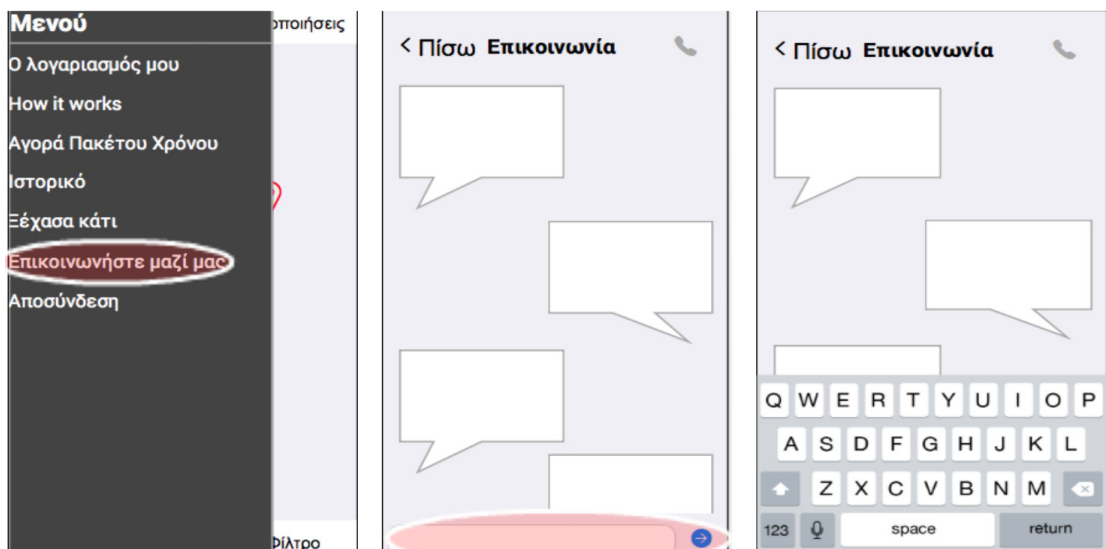 Μενού
Ο λογαριασμός μου
How it works
Αγορά Πακέτου Χρόνου
Ιστορικό
Ξέχασα κάτι
Επικοινωνήστε μαζί μας
Αποσύνδεση
οποιήσεις
Φίλτρο
< Πίσω Επικοινωνία
< Πίσω Επικοινωνία
Q W E R T Y U I O P
A S D F G H J K L
Z X C V B N M
123 space return